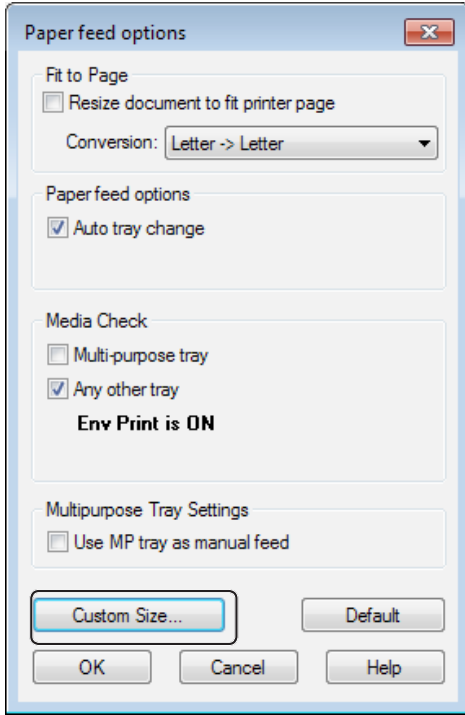 Paper feed options
Fit to Page
Resize document to fit printer page
Conversion: Letter -> Letter
Paper feed options
Auto tray change
Media Check
Multi-purpose tray
Any other tray
Env Print is ON
Multipurpose Tray Settings
Use MP tray as manual feed
Custom Size... Default
OK Cancel Help